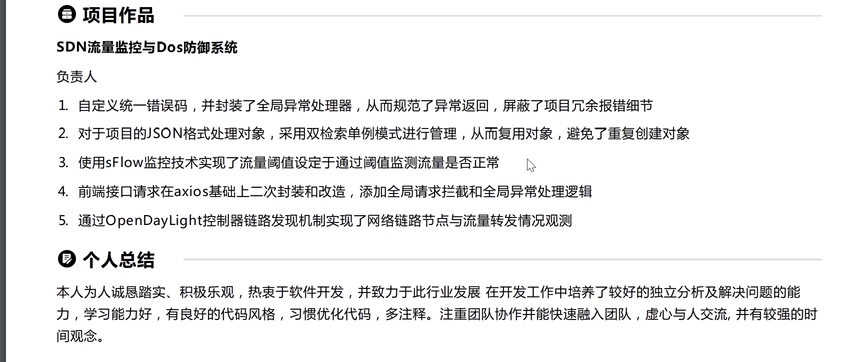 项目作品
SDN流量监控与Dos防御系统
负责人
1. 自定义统一错误码，并封装了全局异常处理器，从而规范了异常返回，屏蔽了项目冗余报错细节
2. 对于项目的JSON格式处理对象，采用双检索单例模式进行管理，从而复用对象，避免了重复创建对象
3. 使用sFlow监控技术实现了流量阈值设定于通过阈值监测流量是否正常
4. 前端接口请求在axios基础上二次封装和改造，添加全局请求拦截和全局异常处理逻辑
5. 通过OpenDayLight控制器链路发现机制实现了网络链路节点与流量转发情况观测
个人总结
本人为人诚恳踏实、积极乐观，热衷于软件开发，并致力于此行业发展 在开发工作中培养了较好的独立分析及解决问题的能
力，学习能力好，有良好的代码风格，习惯优化代码，多注释。注重团队协作并能快速融入团队，虚心与人交流, 并有较强的时
间观念。